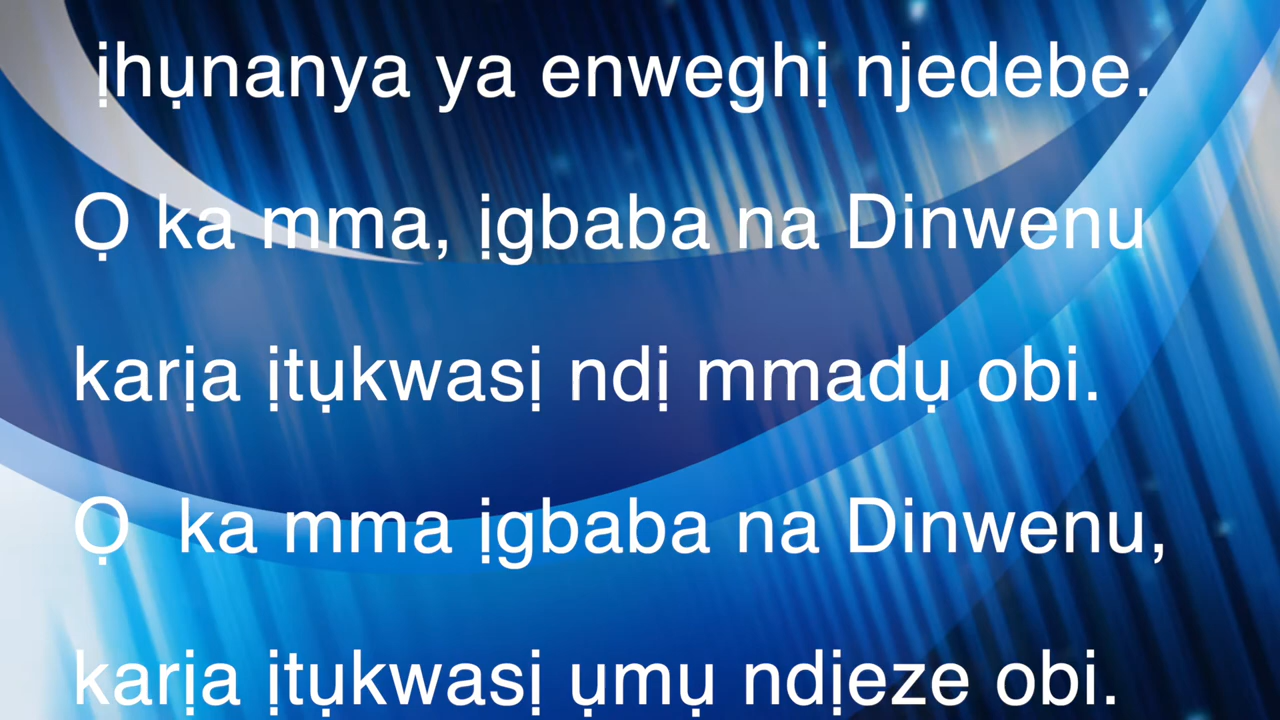 ịhụnanya ya enweghị njedebe.
Ọ ka mma, ịgbaba na Dinwenu
karịa ịtụkwasị ndị mmadụ obi.
Ọ  ka mma ịgbaba na Dinwenu,
karịa ịtụkwasị ụmụ ndịeze obi.